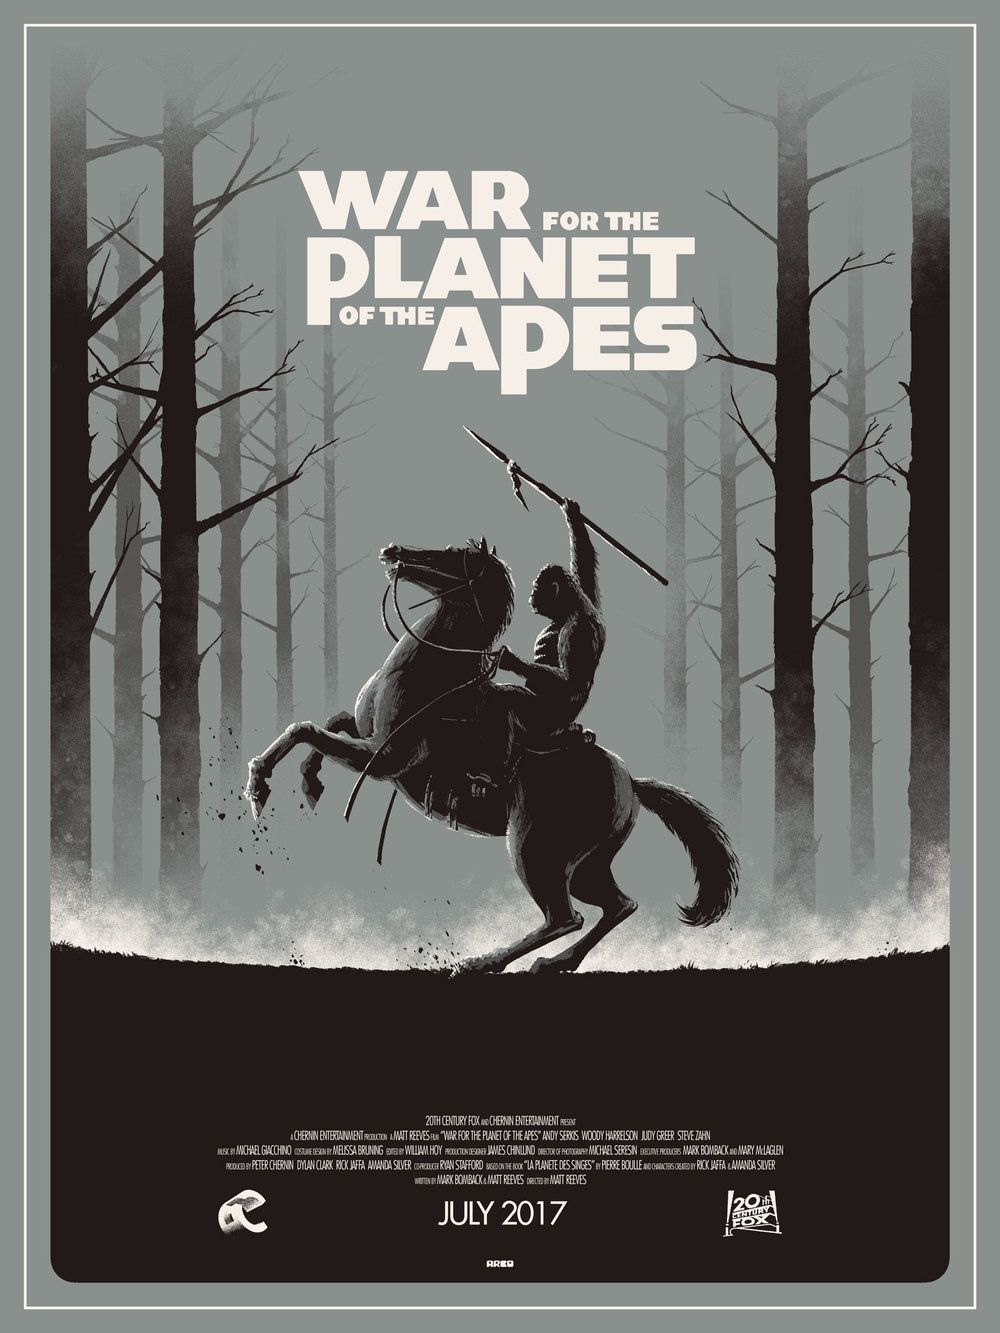 WAR FOR THE
PLANET
OF THE APES
20TH CENTURY FOX AND CHERNIN ENTERTAINMENT PRESENT
A CHERNIN ENTERTAINMENT PRODUCTION A MATT REEVES FILM "WAR FOR THE PLANET OF THE APES" ANDY SERKIS WOODY HARRELSON JUDY GREER STEVE ZAHN
MUSIC BY MICHAEL GIACCHINO COSTUME DESIGN BY MELISSA BRUNING EDITED BY WILLIAM HOY PRODUCTION DESIGNER JAMES CHINLUND DIRECTOR OF PHOTOGRAPHY MICHAEL SERESIN EXECUTIVE PRODUCERS MARK BOMBACK AND MARY McLAGLEN
PRODUCED BY PETER CHERNIN DYLAN CLARK RICK JAFFA AMANDA SILVER CO-PRODUCER RYAN STAFFORD BASED ON THE BOOK "LA PLANETE DES SINGES" BY PIERRE BOULLE AND CHARACTERS CREATED BY RICK JAFFA & AMANDA SILVER
WRITTEN BY MARK BOMBACK & MATT REEVES DIRECTED BY MATT REEVES
JULY 2017
20th
CENTURY
FOX